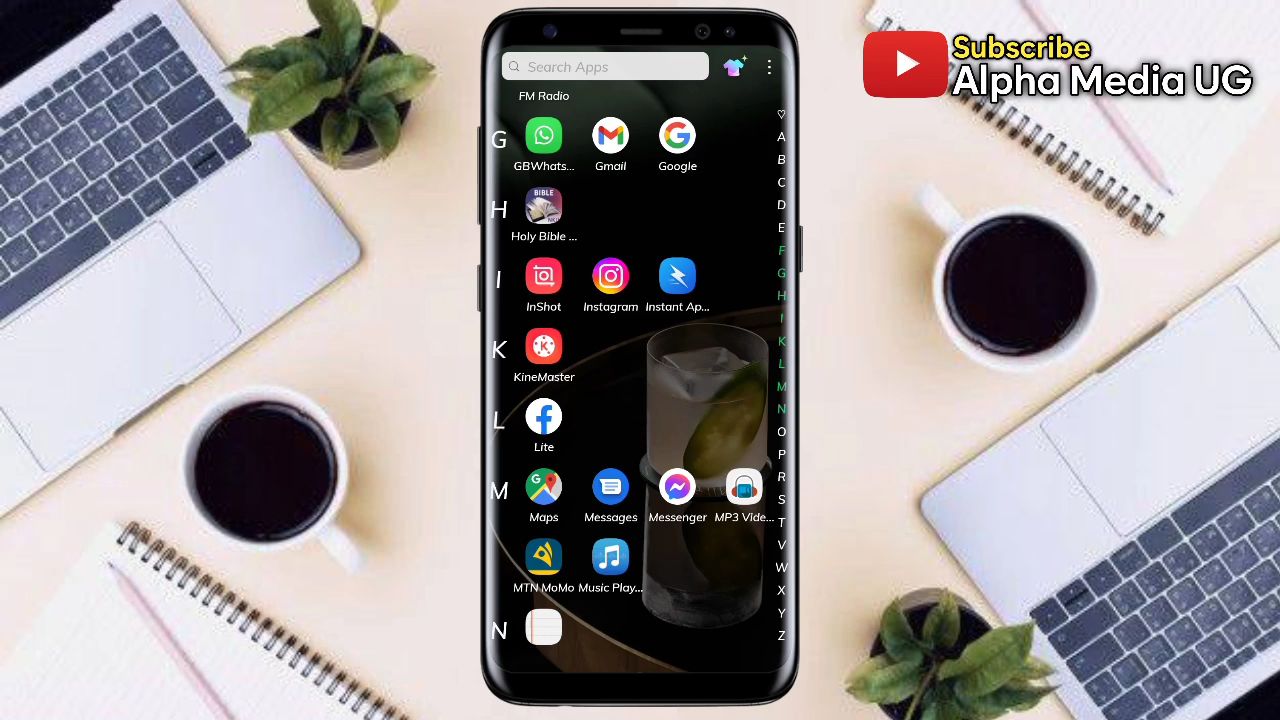 Subscribe
Alpha Media UG
Search Apps
FM Radio
G
GBWhats...
Gmail
Google
H
BIBLE
Holy Bible ...
I
InShot
Instagram
Instant Ap...
K
KineMaster
L
Lite
M
Maps
Messages
Messenger
MP3 Vide...
MTN MoMo
Music Play...
N
A
B
C
D
E
F
G
H
I
K
L
M
N
O
P
R
S
T
V
W
X
Y
Z